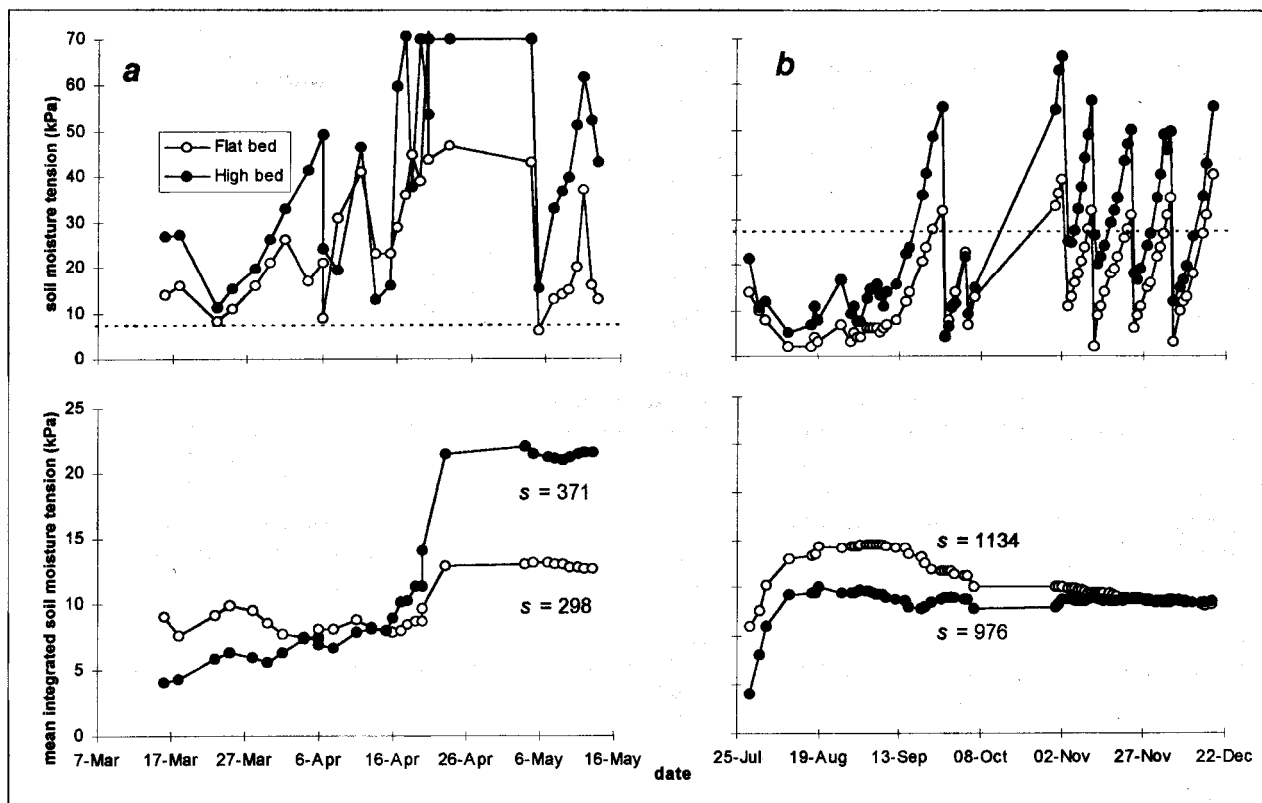 a
b
soil moisture tension (kPa)
70
60
50
40
30
20
10
0
Flat bed
High bed
mean integrated soil moisture tension (kPa)
25
20
15
10
5
0
s = 371
s = 298
s = 1134
s = 976
7-Mar 17-Mar 27-Mar 6-Apr 16-Apr 26-Apr 6-May 16-May
25-Jul 19-Aug 13-Sep 08-Oct 02-Nov 27-Nov 22-Dec
date